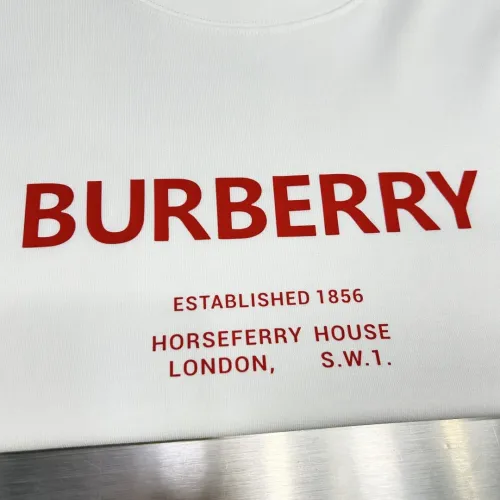 BURBERRY
ESTABLISHED 1856
HORSEFERRY HOUSE
LONDON, S.W.1.